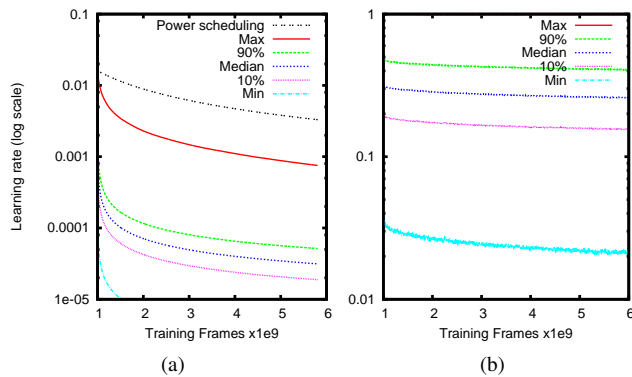 Learning rate (log scale)
0.1
0.01
0.001
0.0001
1e-05
Power scheduling
Max
90%
Median
10%
Min
1 2 3 4 5 6
Training Frames x1e9
(a)
1
0.1
0.01
Max
90%
Median
10%
Min
1 2 3 4 5 6
Training Frames x1e9
(b)